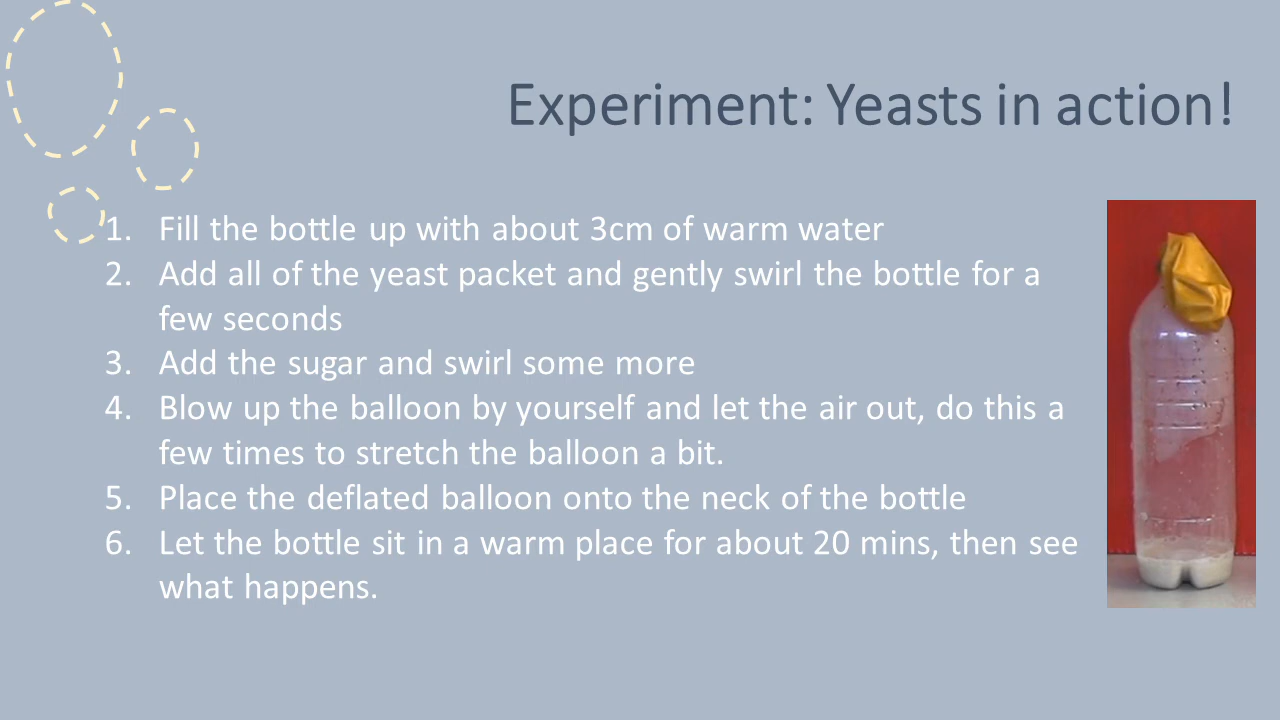 Experiment: Yeasts in action!
1. Fill the bottle up with about 3cm of warm water
2. Add all of the yeast packet and gently swirl the bottle for a
few seconds
3. Add the sugar and swirl some more
4. Blow up the balloon by yourself and let the air out, do this a
few times to stretch the balloon a bit.
5. Place the deflated balloon onto the neck of the bottle
6. Let the bottle sit in a warm place for about 20 mins, then see
what happens.